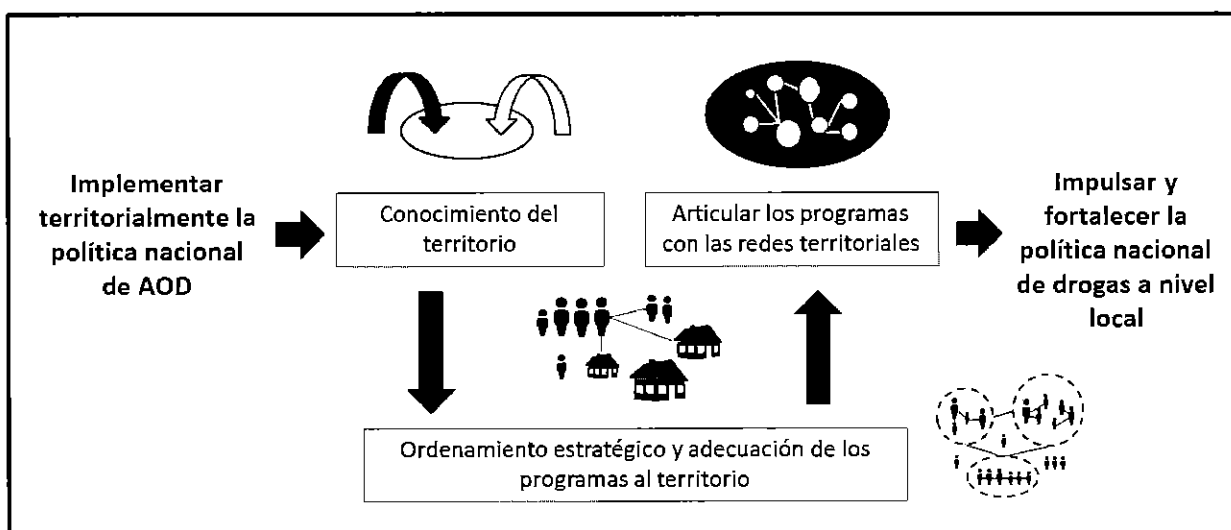 Implementar
territorialmente la
política nacional
de AOD
Conocimiento del
territorio
Articular los programas
con las redes territoriales
Impulsar y
fortalecer la
política nacional
de drogas a nivel
local
Ordenamiento estratégico y adecuación de los
programas al territorio